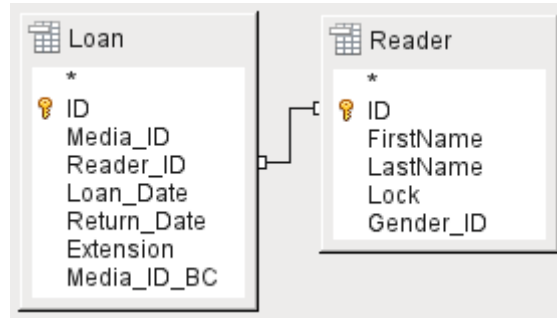 Loan
*
ID
Media_ID
Reader_ID
Loan_Date
Return_Date
Extension
Media_ID_BC
Reader
*
ID
FirstName
LastName
Lock
Gender_ID